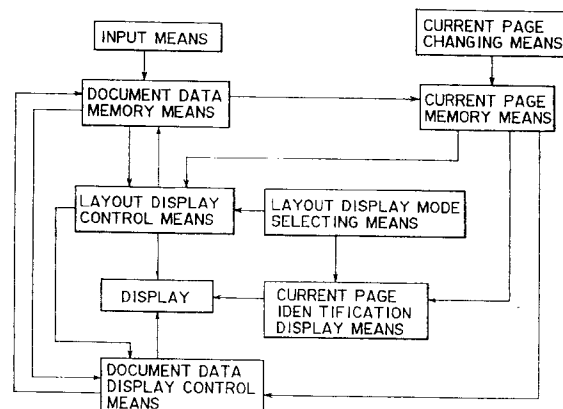 INPUT MEANS
CURRENT PAGE
CHANGING MEANS
DOCUMENT DATA
MEMORY MEANS
CURRENT PAGE
MEMORY MEANS
LAYOUT DISPLAY
CONTROL MEANS
LAYOUT DISPLAY MODE
SELECTING MEANS
DISPLAY
CURRENT PAGE
IDEN TIFICATION
DISPLAY MEANS
DOCUMENT DATA
DISPLAY CONTROL
MEANS